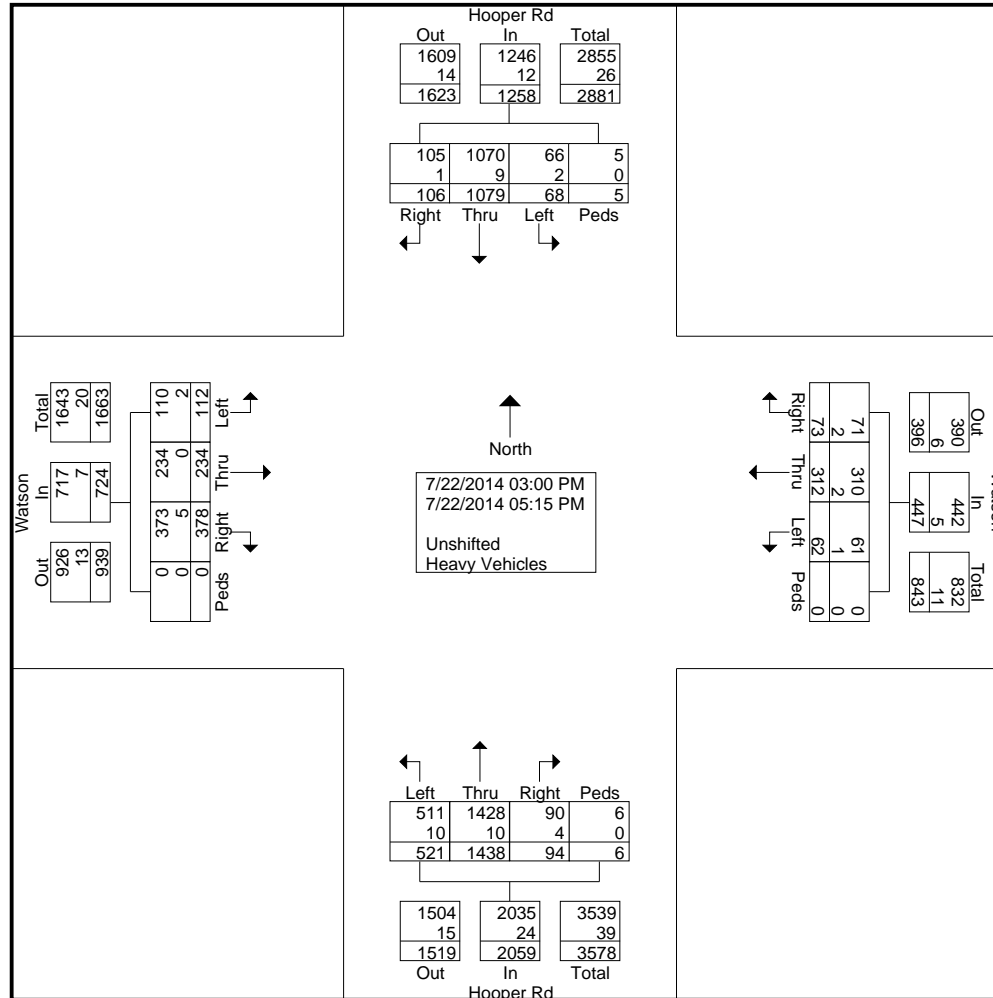 Hooper Rd
Out In Total
1609 1246 2855
14 12 26
1623 1258 2881
105 1070 66 5
1 9 2 0
106 1079 68 5
Right Thru Left Peds
Watson
Total In Out
1643 717 926
20 7 13
1663 724 939
110 234 373 0
2 0 5 0
112 234 378 0
Left Thru Right Peds
North
7/22/2014 03:00 PM
7/22/2014 05:15 PM
Unshifted
Heavy Vehicles
Out In Total
390 442 832
6 5 11
396 447 843
71 310 61 0
2 2 1 0
73 312 62 0
Right Thru Left Peds
Left Thru Right Peds
511 1428 90 6
10 10 4 0
521 1438 94 6
1504 2035 3539
15 24 39
1519 2059 3578
Out In Total
Hooper Rd